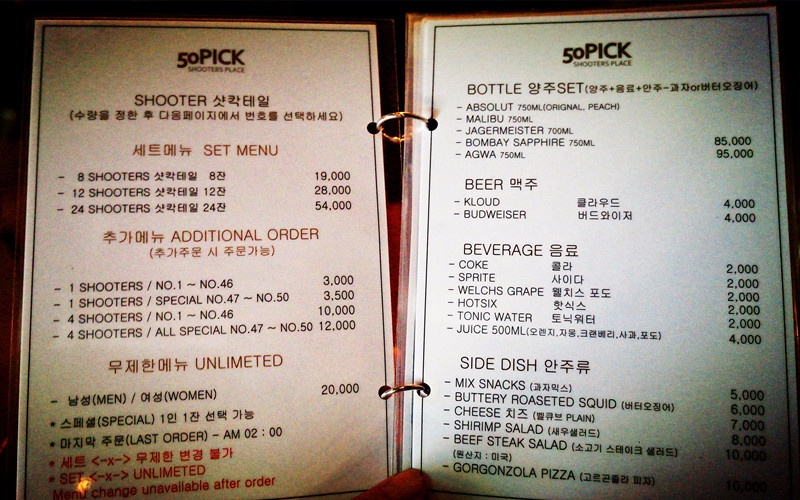 50PICK
SHOOTERS PLACE
SHOOTER 샷칵테일
(수량을 정한 후 다음페이지에서 번호를 선택하세요)
세트메뉴 SET MENU
- 8 SHOOTERS 샷칵테일 8잔 19,000
- 12 SHOOTERS 샷칵테일 12잔 28,000
- 24 SHOOTERS 샷칵테일 24잔 54,000
추가메뉴 ADDITIONAL ORDER
(추가주문 시 주문가능)
- 1 SHOOTERS / NO.1 ~ NO.46 3,000
- 1 SHOOTERS / SPECIAL NO.47 ~ NO.50 3,500
- 4 SHOOTERS / NO.1 ~ NO.46 10,000
- 4 SHOOTERS / ALL SPECIAL NO.47 ~ NO.50 12,000
무제한메뉴 UNLIMETED
- 남성(MEN) / 여성(WOMEN) 20,000
* 스페셜(SPECIAL) 1인 1잔 선택 가능
* 마지막 주문(LAST ORDER) - AM 02 : 00
* 세트 <-x-> 무제한 변경 불가
* SET <-x-> UNLIMETED
Menu change unavailable after order
50PICK
SHOOTERS PLACE
BOTTLE 양주SET(양주+음료+안주-과자or버터오징어)
- ABSOLUT 750ML(ORIGNAL, PEACH)
- MALIBU 750ML
- JAGERMEISTER 700ML
- BOMBAY SAPPHIRE 750ML 85,000
- AGWA 750ML 95,000
BEER 맥주
- KLOUD 클라우드 4,000
- BUDWEISER 버드와이저 4,000
BEVERAGE 음료
- COKE 콜라 2,000
- SPRITE 사이다 2,000
- WELCHS GRAPE 웰치스 포도 2,000
- HOTSIX 핫식스 2,000
- TONIC WATER 토닉워터 2,000
- JUICE 500ML(오렌지,자몽,크랜베리,사과,포도) 4,000
SIDE DISH 안주류
- MIX SNACKS (과자믹스) 5,000
- BUTTERY ROASETED SQUID (버터오징어) 6,000
- CHEESE 치즈 (벨큐브 PLAIN) 7,000
- SHIRIMP SALAD (새우샐러드) 8,000
- BEEF STEAK SALAD (소고기 스테이크 샐러드) 10,000
(원산지 : 미국)
- GORGONZOLA PIZZA (고르곤졸라 피자) 10,000